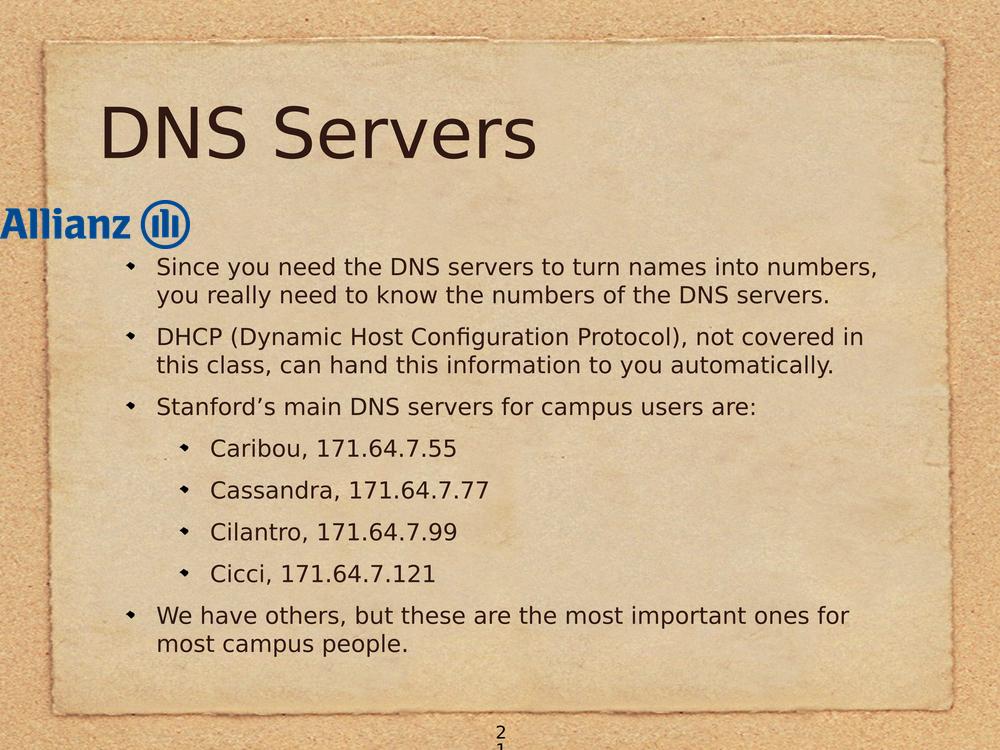 DNS Servers
Allianz
Since you need the DNS servers to turn names into numbers,
you really need to know the numbers of the DNS servers.
DHCP (Dynamic Host Configuration Protocol), not covered in
this class, can hand this information to you automatically.
Stanford’s main DNS servers for campus users are:
Caribou, 171.64.7.55
Cassandra, 171.64.7.77
Cilantro, 171.64.7.99
Cicci, 171.64.7.121
We have others, but these are the most important ones for
most campus people.
2
1